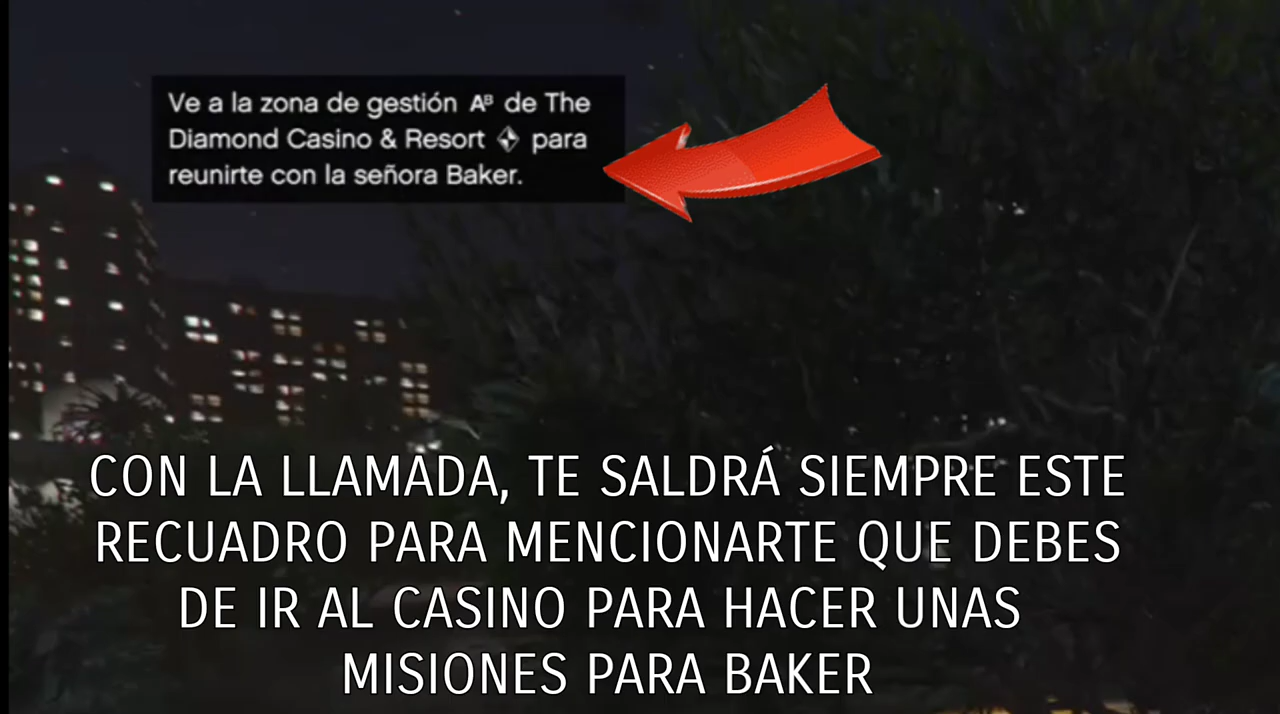 Ve a la zona de gestión Aᴮ de The
Diamond Casino & Resort para
reunirte con la señora Baker.
CON LA LLAMADA, TE SALDRÁ SIEMPRE ESTE
RECUADRO PARA MENCIONARTE QUE DEBES
DE IR AL CASINO PARA HACER UNAS
MISIONES PARA BAKER